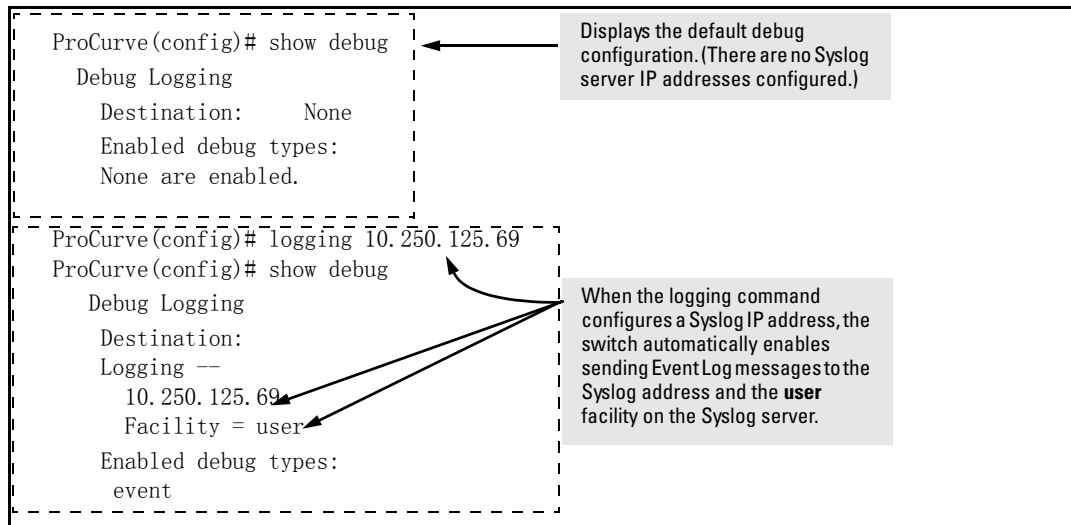 ProCurve(config)# show debug
Debug Logging
Destination: None
Enabled debug types:
None are enabled.
Displays the default debug
configuration. (There are no Syslog
server IP addresses configured.)
ProCurve(config)# logging 10.250.125.69
ProCurve(config)# show debug
Debug Logging
Destination:
Logging --
10.250.125.69
Facility = user
Enabled debug types:
event
When the logging command
configures a Syslog IP address, the
switch automatically enables
sending Event Log messages to the
Syslog address and the user
facility on the Syslog server.